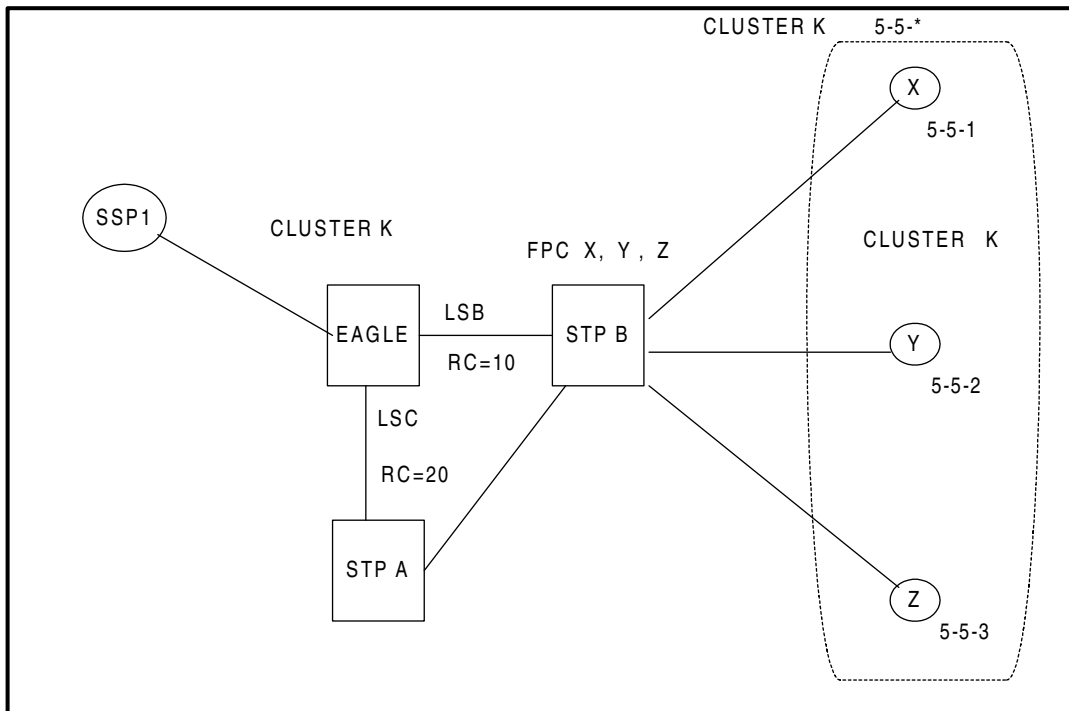 CLUSTER K 5-5-*
X
5-5-1
SSP1
CLUSTER K
CLUSTER K
FPC X, Y , Z
LSB
EAGLE
STP B
Y
RC=10
5-5-2
LSC
RC=20
STP A
Z
5-5-3